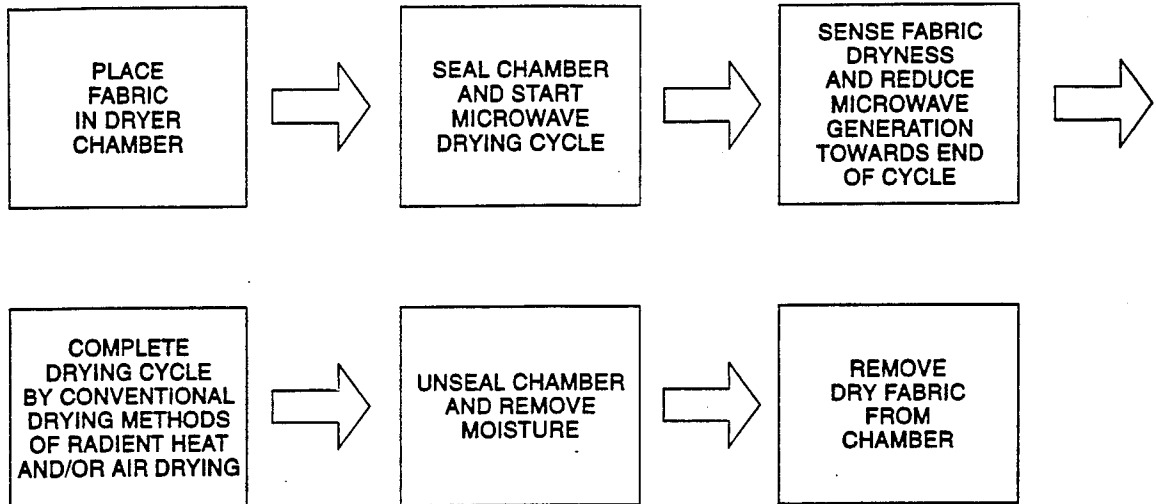 PLACE
FABRIC
IN DRYER
CHAMBER
SEAL CHAMBER
AND START
MICROWAVE
DRYING CYCLE
SENSE FABRIC
DRYNESS
AND REDUCE
MICROWAVE
GENERATION
TOWARDS END
OF CYCLE
COMPLETE
DRYING CYCLE
BY CONVENTIONAL
DRYING METHODS
OF RADIENT HEAT
AND/OR AIR DRYING
UNSEAL CHAMBER
AND REMOVE
MOISTURE
REMOVE
DRY FABRIC
FROM
CHAMBER